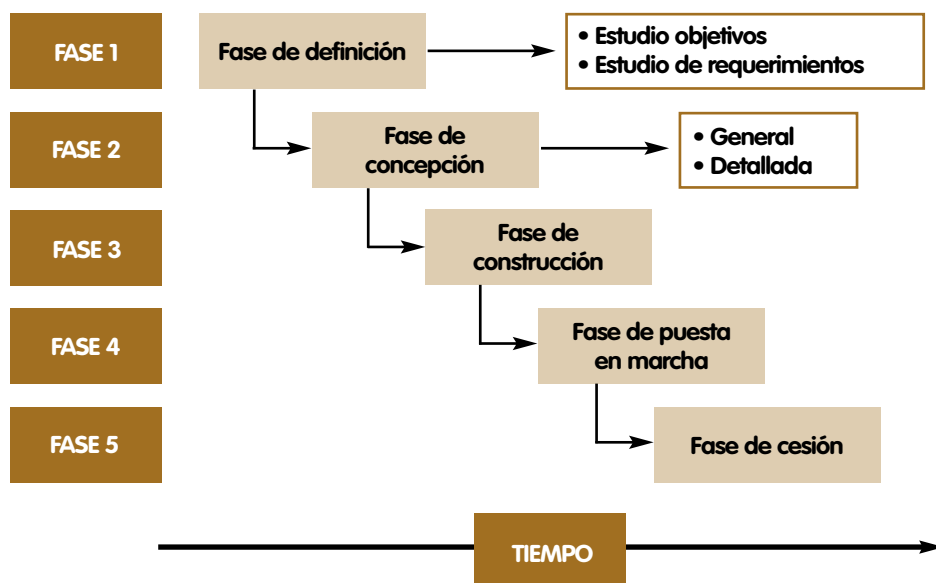 FASE 1
Fase de definición
• Estudio objetivos
• Estudio de requerimientos
FASE 2
Fase de
concepción
• General
• Detallada
FASE 3
Fase de
construcción
FASE 4
Fase de puesta
en marcha
FASE 5
Fase de cesión
TIEMPO